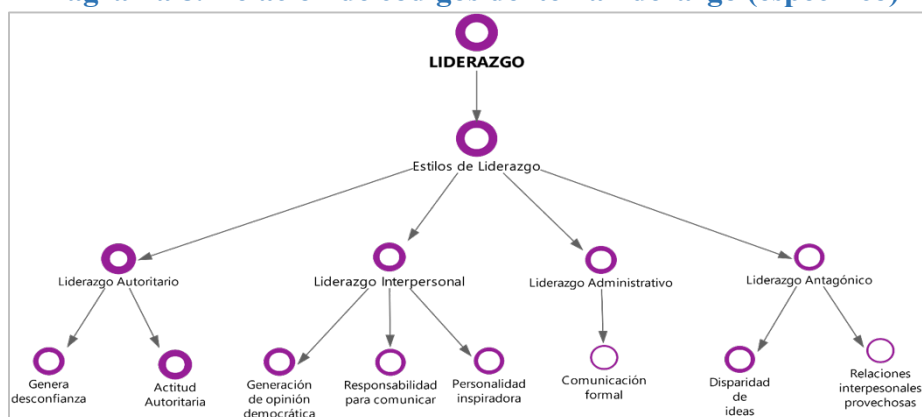 LIDERAZGO
Estilos de Liderazgo
Liderazgo Autoritario
Liderazgo Interpersonal
Liderazgo Administrativo
Liderazgo Antagónico
Genera
desconfianza
Actitud
Autoritaria
Generación
de opinión
democrática
Responsabilidad
para comunicar
Personalidad
inspiradora
Comunicación
formal
Disparidad
de
ideas
Relaciones
interpesonales
provechosas